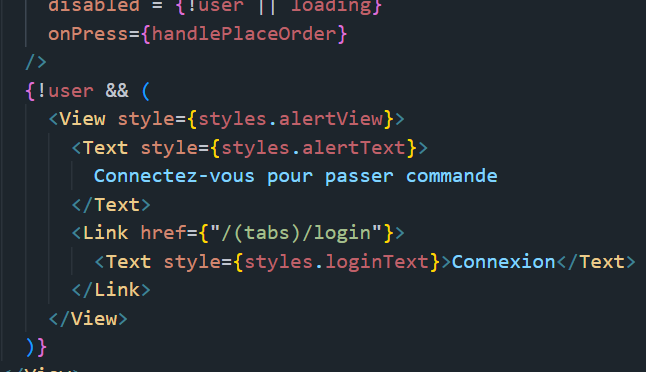 disabled = {!user || loading}
onPress={handlePlaceOrder}
/>
{!user && (
<View style={styles.alertView}>
<Text style={styles.alertText}>
Connectez-vous pour passer commande
</Text>
<Link href={"/(tabs)/login"}>
<Text style={styles.loginText}>Connexion</Text>
</Link>
</View>
)}
</View>